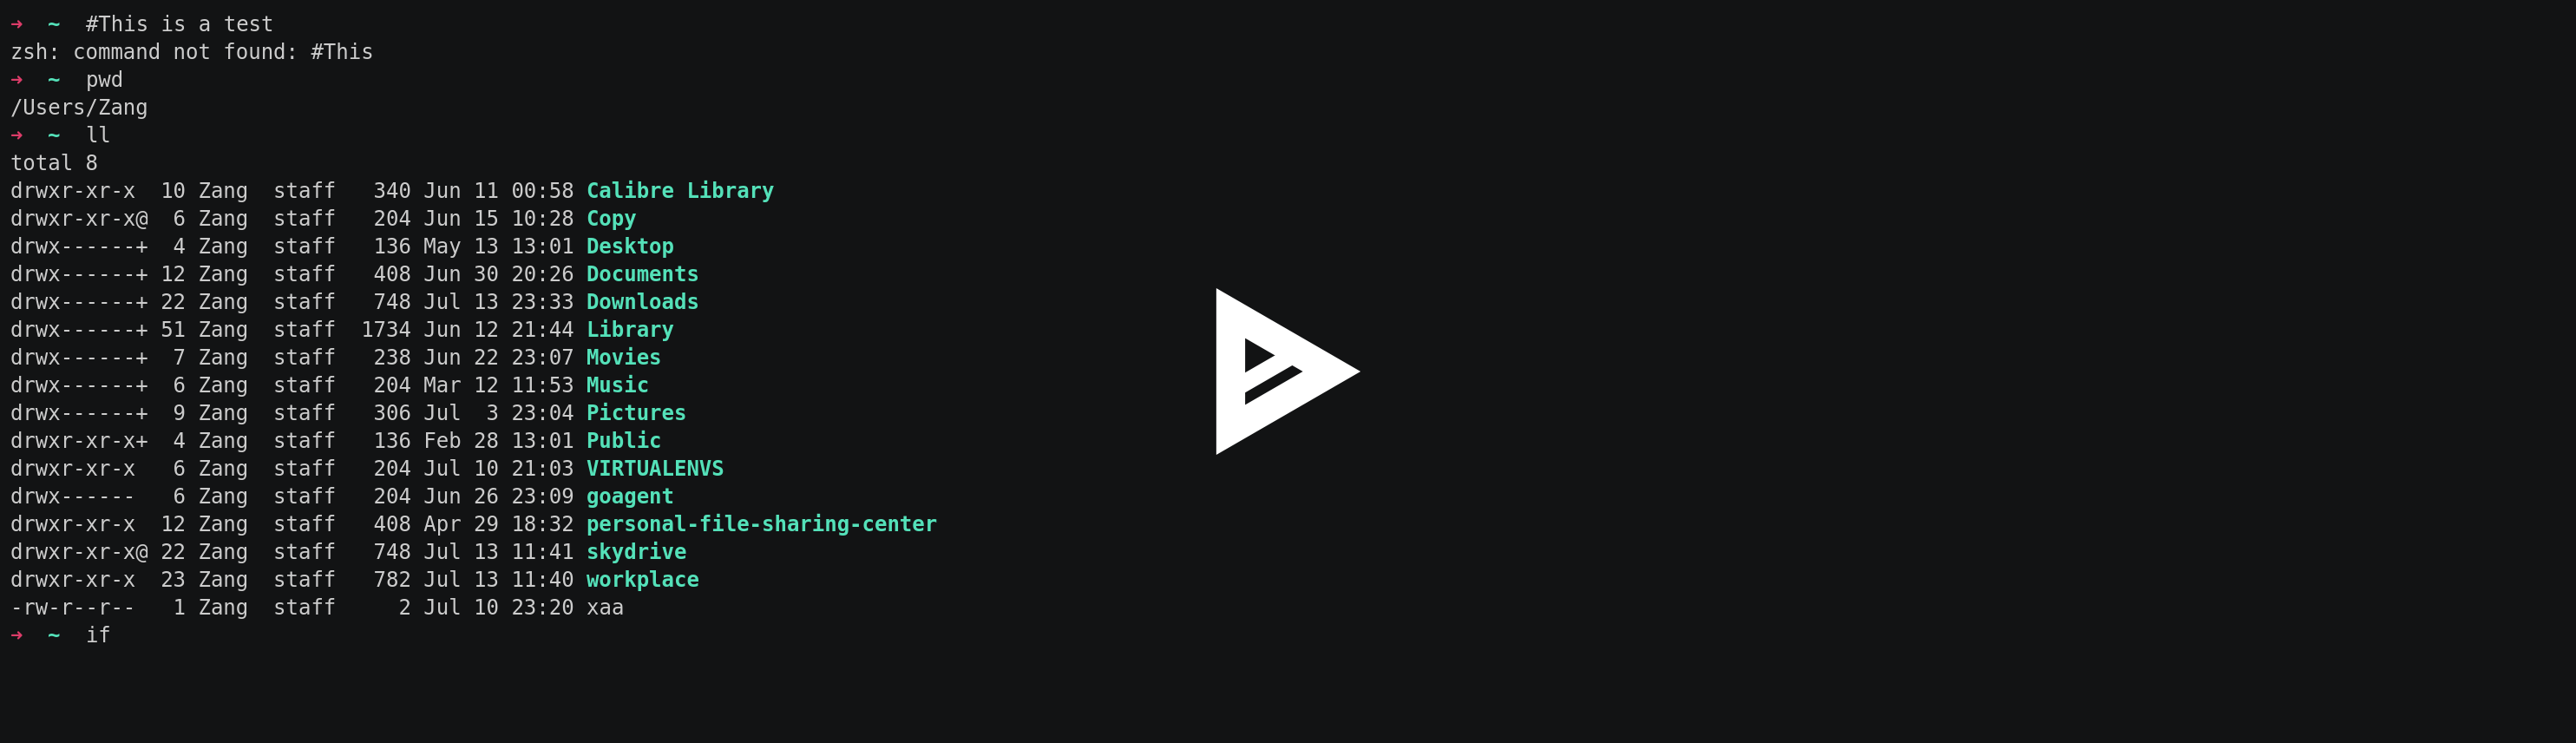 ➜  ~  #This is a test
zsh: command not found: #This
➜  ~  pwd
/Users/Zang
➜  ~  ll
total 8
drwxr-xr-x  10 Zang  staff   340 Jun 11 00:58 Calibre Library
drwxr-xr-x@  6 Zang  staff   204 Jun 15 10:28 Copy
drwx------+  4 Zang  staff   136 May 13 13:01 Desktop
drwx------+ 12 Zang  staff   408 Jun 30 20:26 Documents
drwx------+ 22 Zang  staff   748 Jul 13 23:33 Downloads
drwx------+ 51 Zang  staff  1734 Jun 12 21:44 Library
drwx------+  7 Zang  staff   238 Jun 22 23:07 Movies
drwx------+  6 Zang  staff   204 Mar 12 11:53 Music
drwx------+  9 Zang  staff   306 Jul  3 23:04 Pictures
drwxr-xr-x+  4 Zang  staff   136 Feb 28 13:01 Public
drwxr-xr-x   6 Zang  staff   204 Jul 10 21:03 VIRTUALENVS
drwx------   6 Zang  staff   204 Jun 26 23:09 goagent
drwxr-xr-x  12 Zang  staff   408 Apr 29 18:32 personal-file-sharing-center
drwxr-xr-x@ 22 Zang  staff   748 Jul 13 11:41 skydrive
drwxr-xr-x  23 Zang  staff   782 Jul 13 11:40 workplace
-rw-r--r--   1 Zang  staff     2 Jul 10 23:20 xaa
➜  ~  if